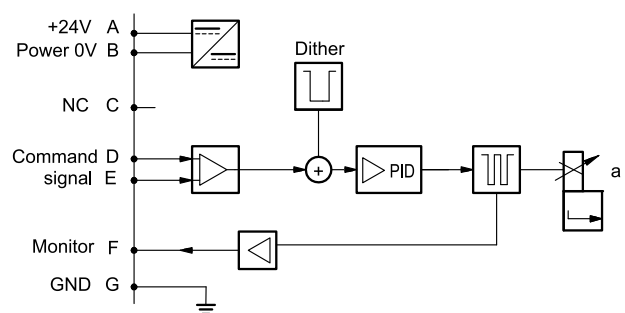 +24V A
Power 0V B
Dither
NC C
Command D
signal E
+
PID
a
Monitor F
GND G